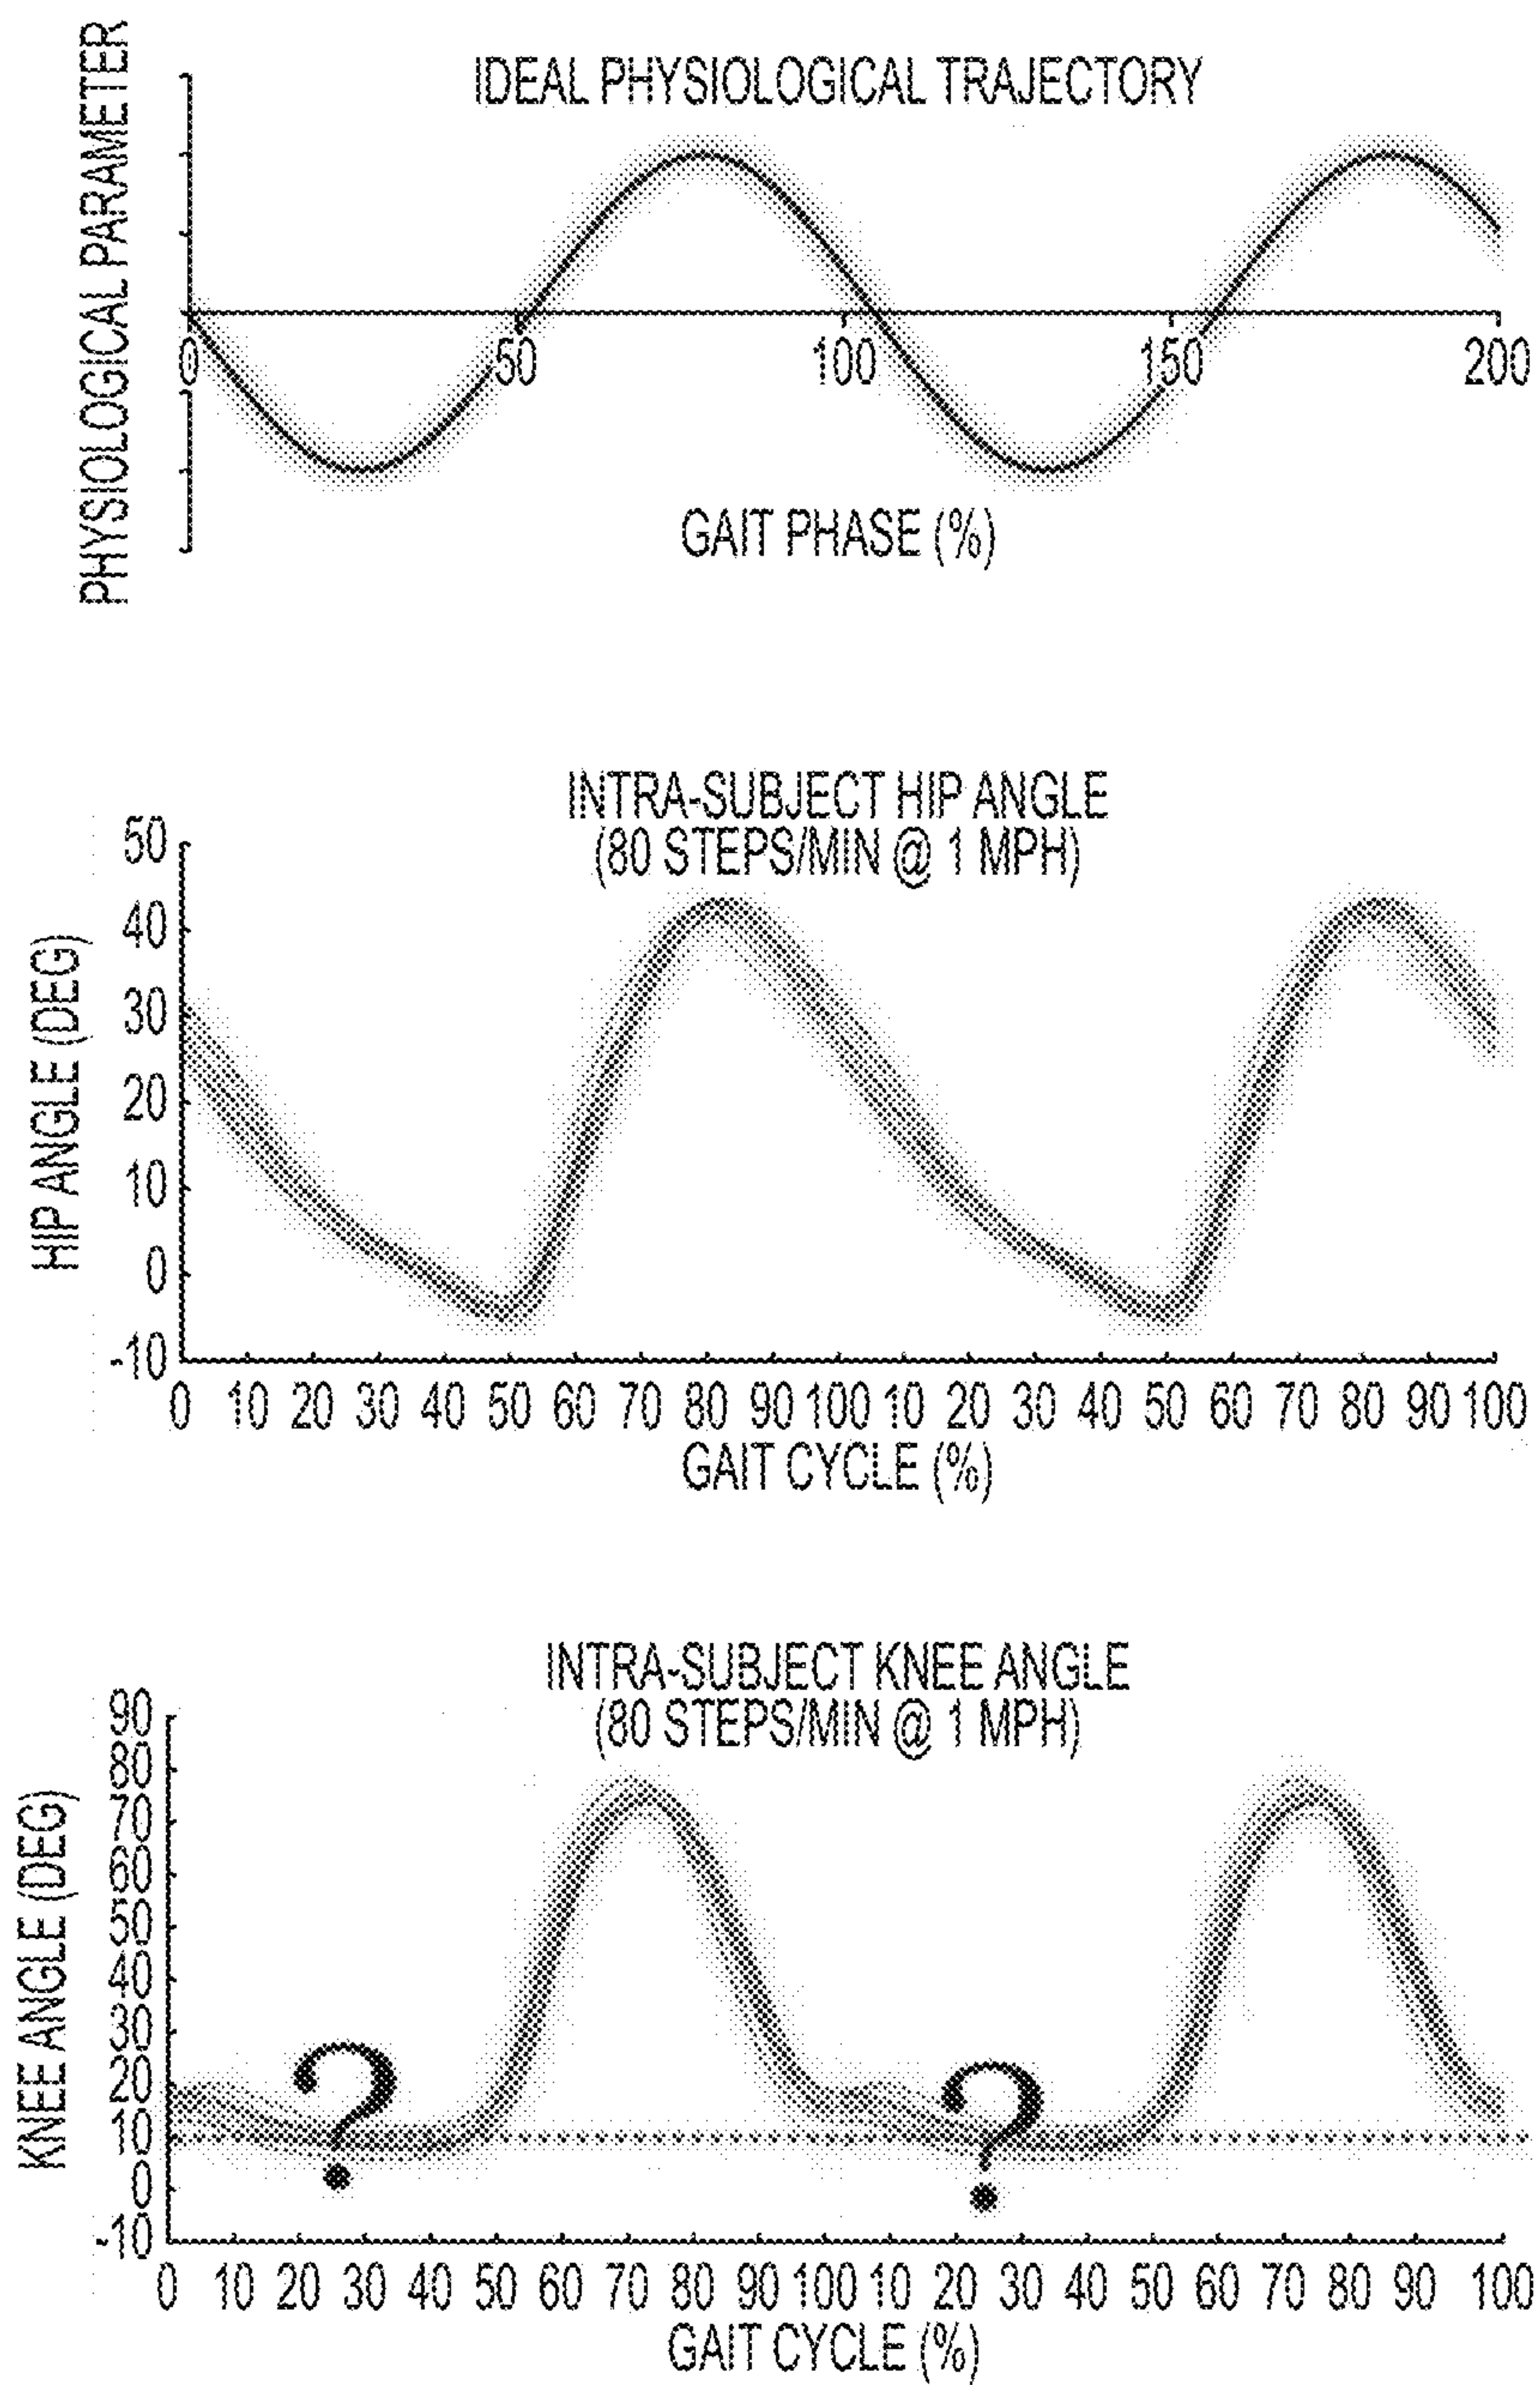 IDEAL PHYSIOLOGICAL TRAJECTORY
PHYSIOLOGICAL PARAMETER
0 50 100 150 200
GAIT PHASE (%)
INTRA-SUBJECT HIP ANGLE
(80 STEPS/MIN @ 1 MPH)
HIP ANGLE (DEG)
50
40
30
20
10
0
-10
0 10 20 30 40 50 60 70 80 90 100 10 20 30 40 50 60 70 80 90 100
GAIT CYCLE (%)
INTRA-SUBJECT KNEE ANGLE
(80 STEPS/MIN @ 1 MPH)
KNEE ANGLE (DEG)
90
80
70
60
50
40
30
20
10
0
-10
? ?
0 10 20 30 40 50 60 70 80 90 100 10 20 30 40 50 60 70 80 90 100
GAIT CYCLE (%)